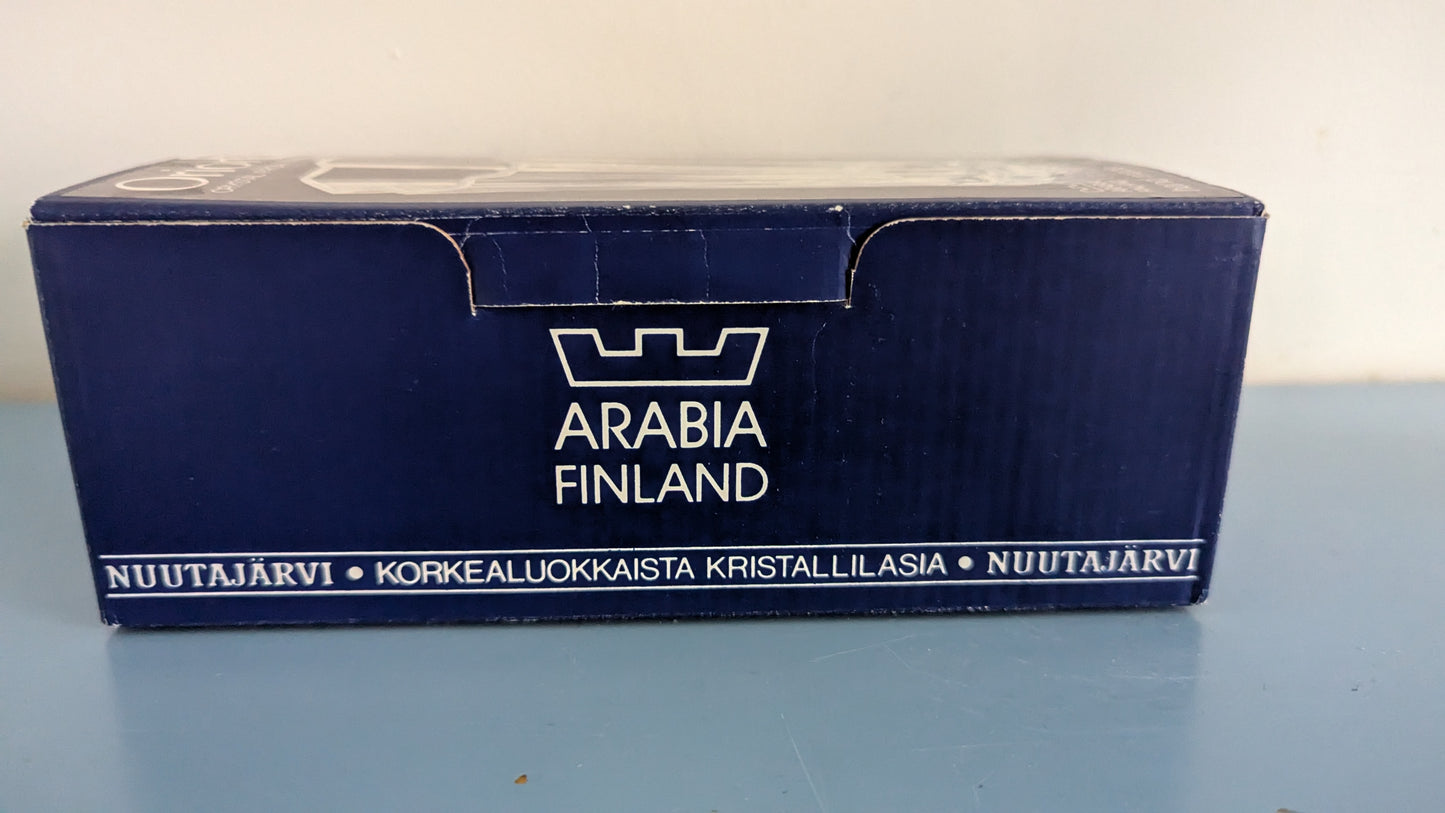 ARABIA
FINLAND
NUUTAJÄRVI • KORKEALUOKKAISTA KRISTALLILASIA • NUUTAJÄRVI